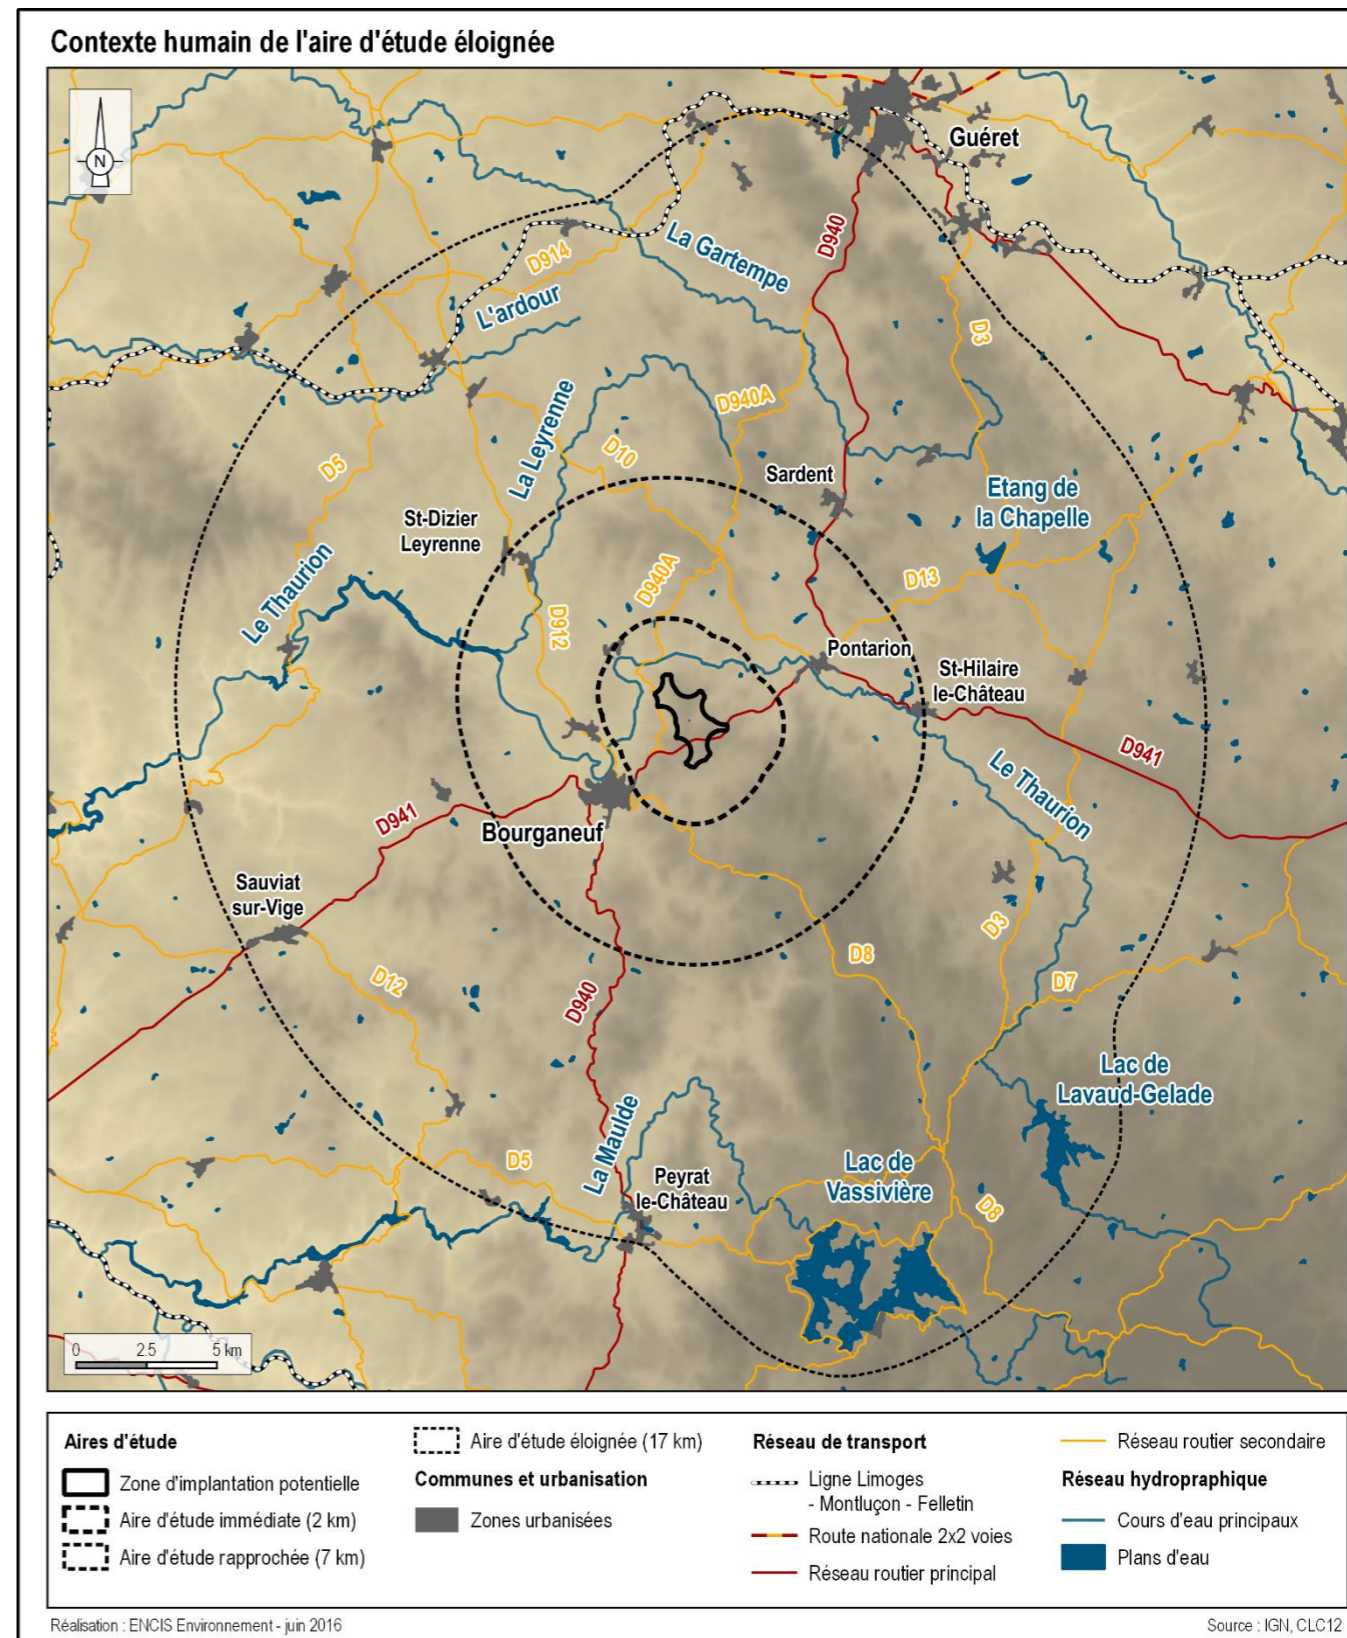 Contexte humain de l'aire d'étude éloignée
N
Guéret
La Gartempe
D940
D914
L'ardour
D3
La Leyrenne
D940A
D10
D5
Sardent
Etang de
la Chapelle
St-Dizier
Leyrenne
Le Thaurion
D940A
D13
D912
Pontarion
St-Hilaire
le-Château
D941
Le Thaurion
D941
Bourganeuf
Sauviat
sur-Vige
D12
D940
D8
D3
D7
Lac de
Lavaud-Gelade
La Maulde
D5
Peyrat
le-Château
Lac de
Vassivière
D8
0 2.5 5 km
Aires d'étude
Zone d'implantation potentielle
Aire d'étude immédiate (2 km)
Aire d'étude rapprochée (7 km)
Aire d'étude éloignée (17 km)
Communes et urbanisation
Zones urbanisées
Réseau de transport
Ligne Limoges
- Montluçon - Felletin
Route nationale 2x2 voies
Réseau routier principal
Réseau routier secondaire
Réseau hydropraphique
Cours d'eau principaux
Plans d'eau
Réalisation : ENCIS Environnement - juin 2016
Source : IGN, CLC12